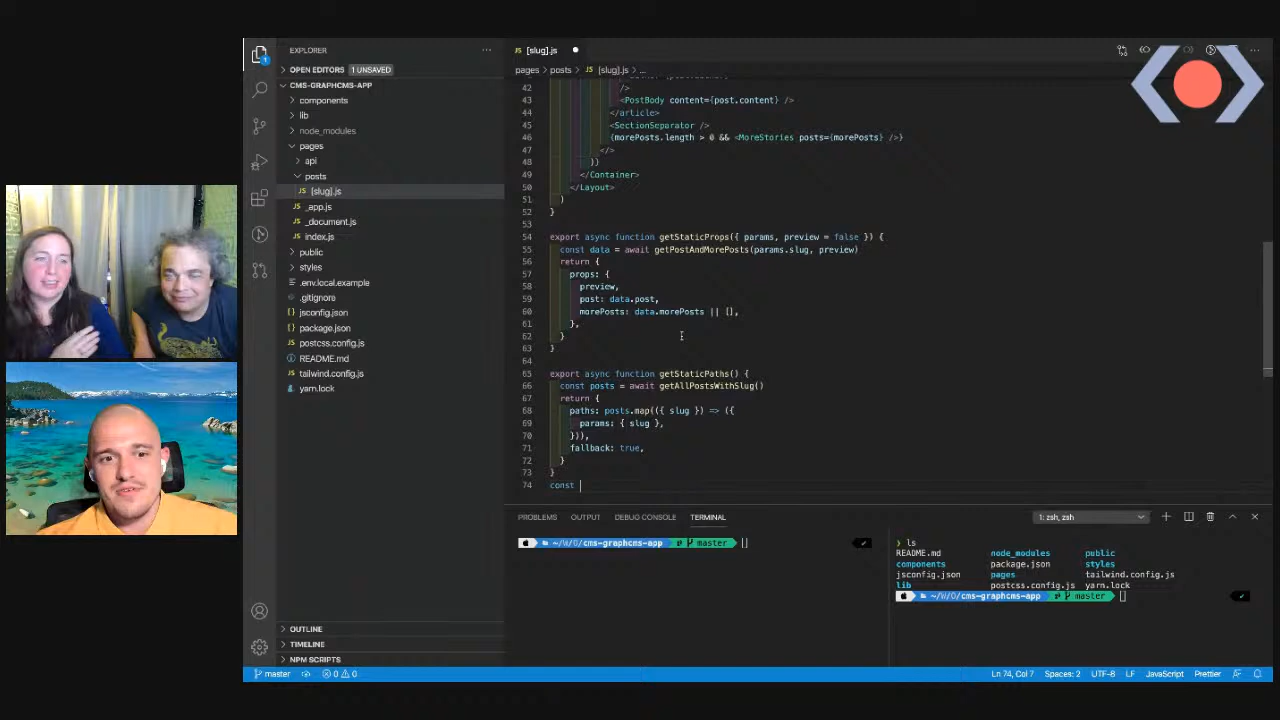 EXPLORER
OPEN EDITORS 1 UNSAVED
CMS-GRAPHCMS-APP
components
lib
node_modules
pages
api
posts
JS [slug].js
JS _app.js
JS _document.js
JS index.js
public
styles
.env.local.example
.gitignore
jsconfig.json
package.json
postcss.config.js
README.md
tailwind.config.js
yarn.lock
OUTLINE
TIMELINE
NPM SCRIPTS
JS [slug].js
pages > posts > JS [slug].js > ...
42 />
43 <PostBody content={post.content} />
44 </article>
45 <SectionSeparator />
46 {morePosts.length > 0 && <MoreStories posts={morePosts} />}
47 </>
48 )}
49 </Container>
50 </Layout>
51 )
52 }
53
54 export async function getStaticProps({ params, preview = false }) {
55 const data = await getPostAndMorePosts(params.slug, preview)
56 return {
57 props: {
58 preview,
59 post: data.post,
60 morePosts: data.morePosts || [],
61 },
62 }
63 }
64
65 export async function getStaticPaths() {
66 const posts = await getAllPostsWithSlug()
67 return {
68 paths: posts.map(({ slug }) => ({
69 params: { slug },
70 })),
71 fallback: true,
72 }
73 }
74 const
PROBLEMS OUTPUT DEBUG CONSOLE TERMINAL 1: zsh, zsh
~/W/O/cms-graphcms-app master
❯ ls
README.md node_modules public
components package.json styles
jsconfig.json pages tailwind.config.js
lib postcss.config.js yarn.lock
~/W/O/cms-graphcms-app master
master 0 0 Ln 74, Col 7 Spaces: 2 UTF-8 LF JavaScript Prettier